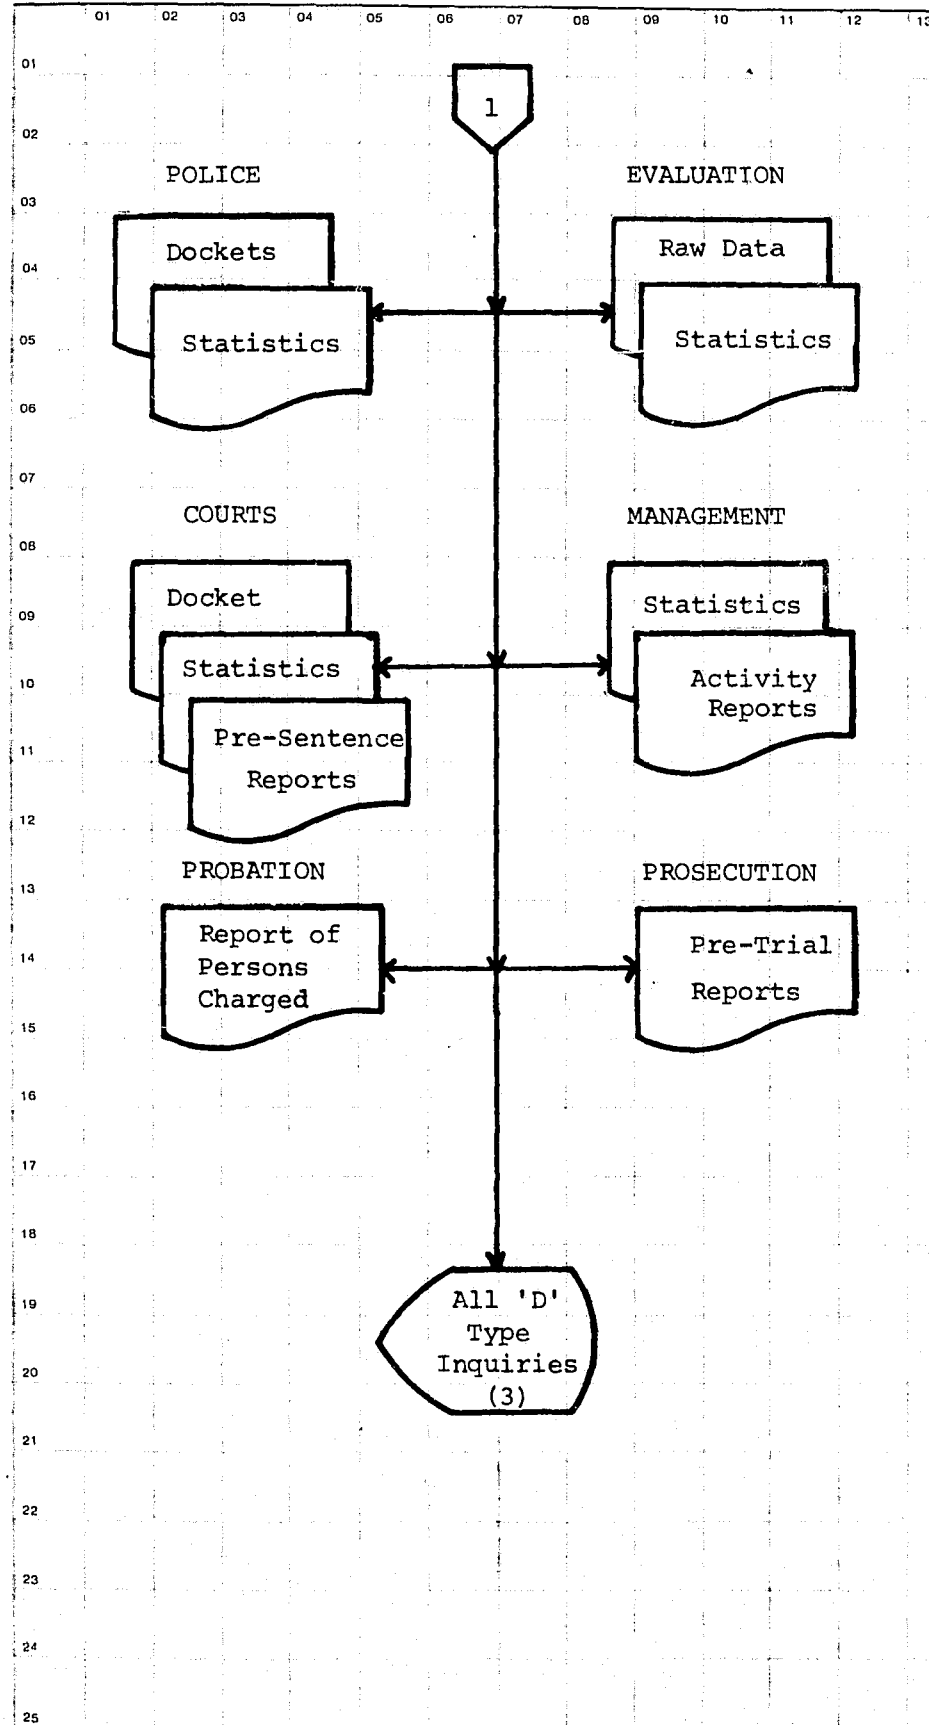 01 02 03 04 05 06 07 08 09 10 11 12 13
01
1
02
POLICE
EVALUATION
03
Dockets
Raw Data
04
Statistics
Statistics
05
06
07
COURTS
MANAGEMENT
08
Docket
Statistics
09
Statistics
Activity
Reports
10
Pre-Sentence
Reports
11
12
PROBATION
PROSECUTION
13
Report of
Persons
Charged
Pre-Trial
Reports
14
15
16
17
18
All 'D'
Type
Inquiries
(3)
19
20
21
22
23
24
25